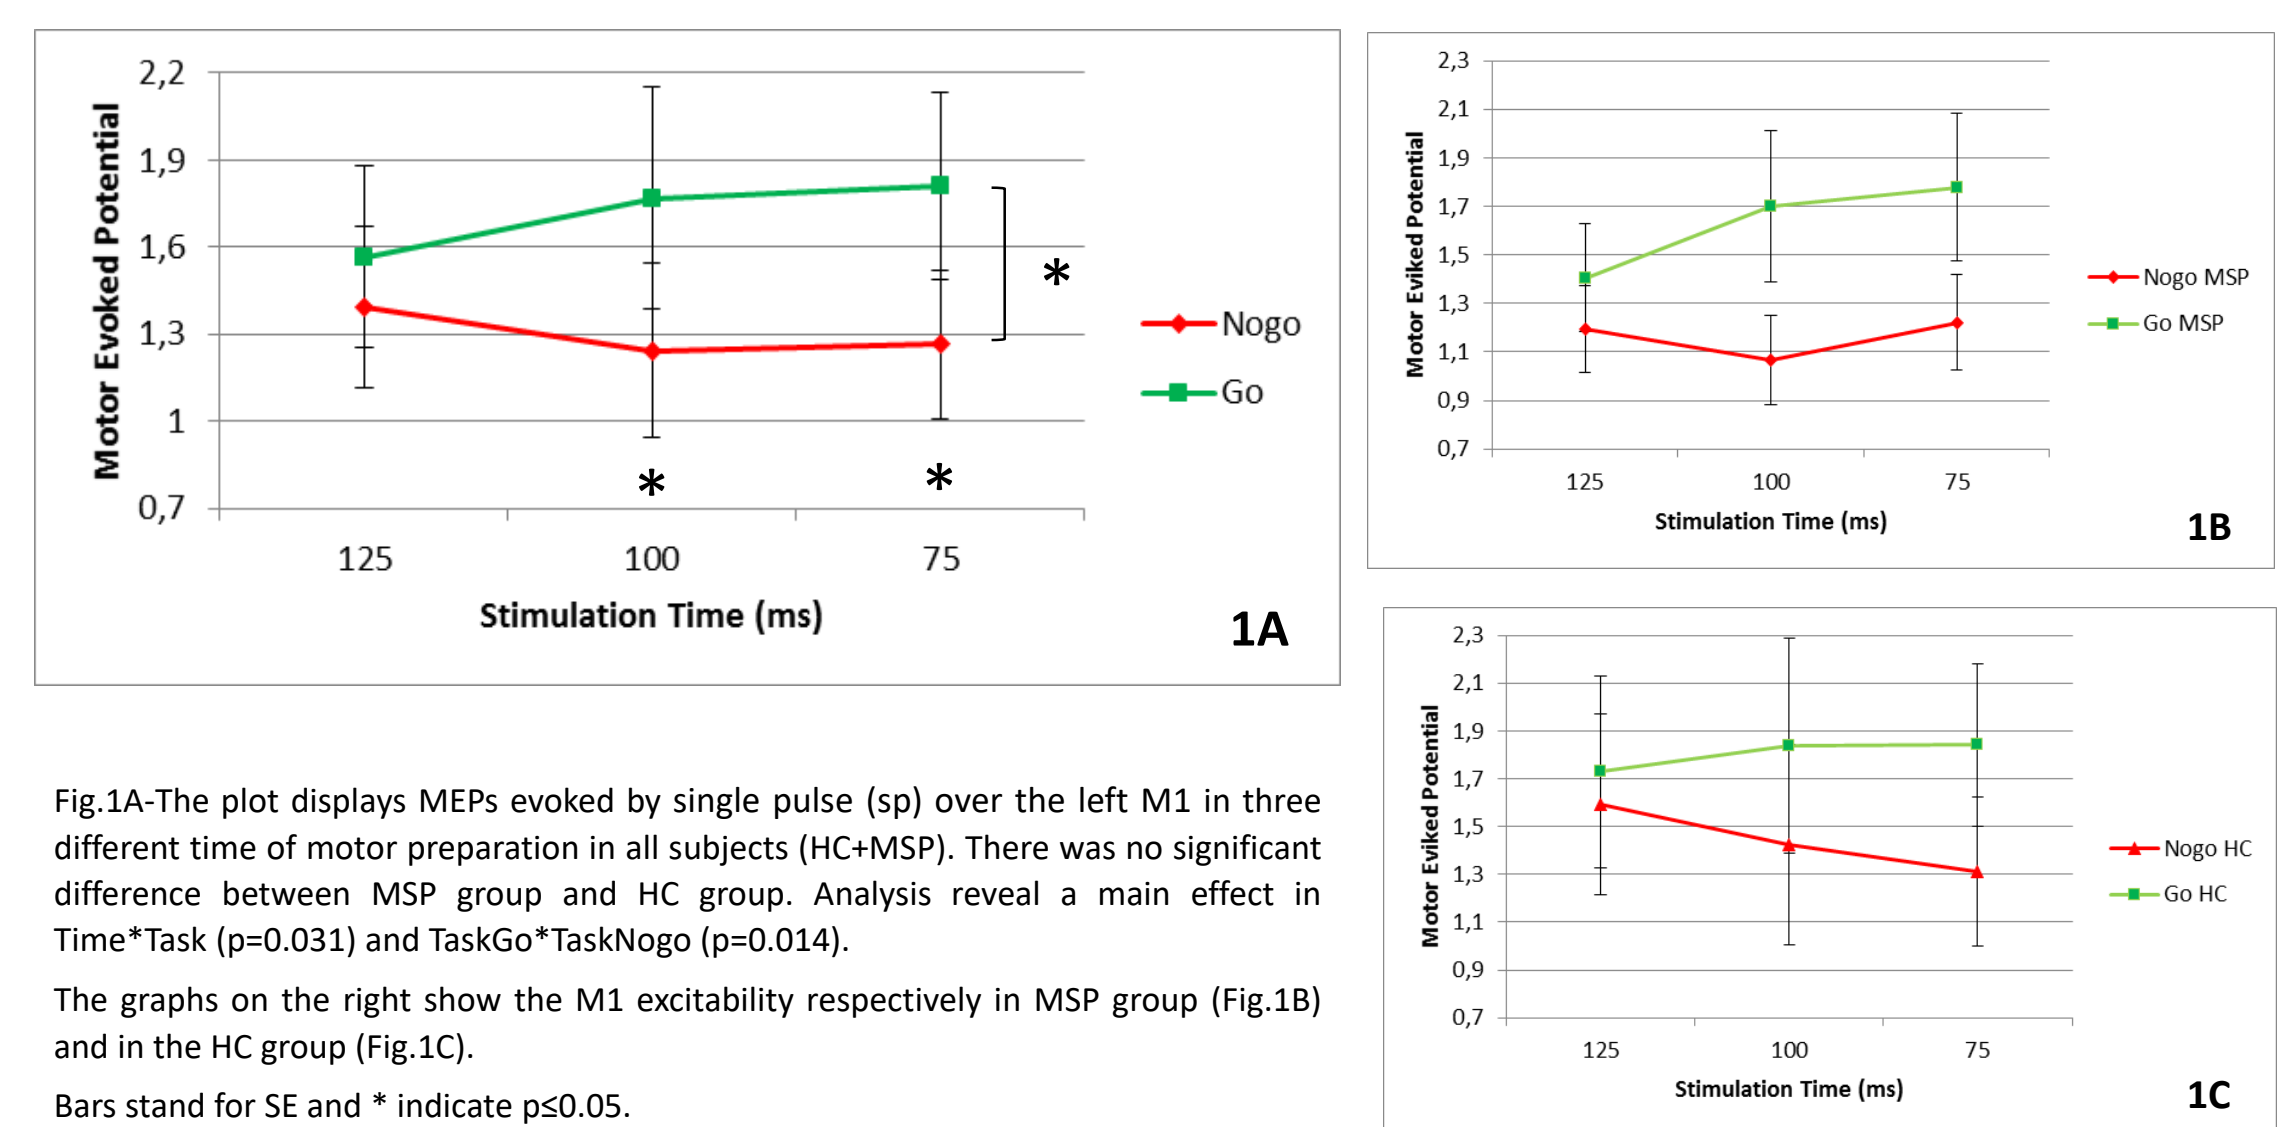 2,2
1,9
1,6
1,3
1
0,7
Motor Evoked Potential
125 100 75
Stimulation Time (ms)
*
* *
Nogo
Go
1A
2,3
2,1
1,9
1,7
1,5
1,3
1,1
0,9
0,7
Motor Eviked Potential
125 100 75
Stimulation Time (ms)
Nogo MSP
Go MSP
1B
2,3
2,1
1,9
1,7
1,5
1,3
1,1
0,9
0,7
Motor Eviked Potential
125 100 75
Stimulation Time (ms)
Nogo HC
Go HC
1C
Fig.1A-The plot displays MEPs evoked by single pulse (sp) over the left M1 in three
different time of motor preparation in all subjects (HC+MSP). There was no significant
difference between MSP group and HC group. Analysis reveal a main effect in
Time*Task (p=0.031) and TaskGo*TaskNogo (p=0.014).
The graphs on the right show the M1 excitability respectively in MSP group (Fig.1B)
and in the HC group (Fig.1C).
Bars stand for SE and * indicate p≤0.05.